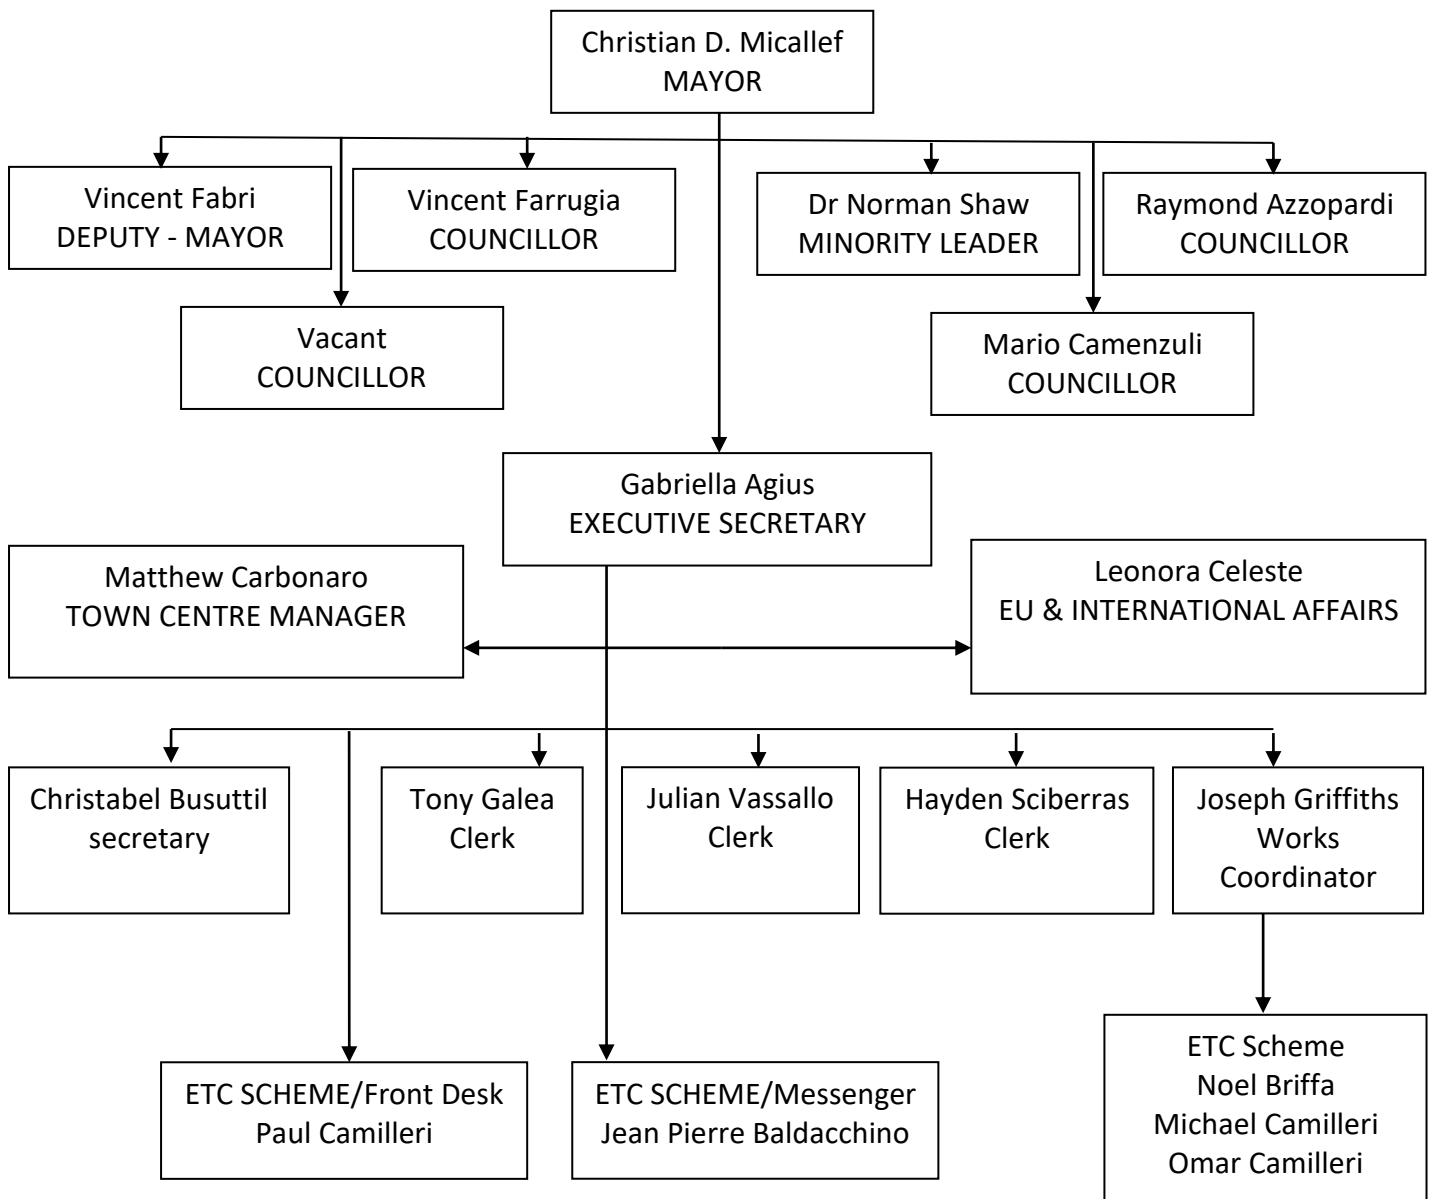 Christian D. Micallef
MAYOR
Vincent Fabri
DEPUTY - MAYOR
Vincent Farrugia
COUNCILLOR
Dr Norman Shaw
MINORITY LEADER
Raymond Azzopardi
COUNCILLOR
Vacant
COUNCILLOR
Mario Camenzuli
COUNCILLOR
Gabriella Agius
EXECUTIVE SECRETARY
Matthew Carbonaro
TOWN CENTRE MANAGER
Leonora Celeste
EU & INTERNATIONAL AFFAIRS
Christabel Busuttil
secretary
Tony Galea
Clerk
Julian Vassallo
Clerk
Hayden Sciberras
Clerk
Joseph Griffiths
Works
Coordinator
ETC SCHEME/Front Desk
Paul Camilleri
ETC SCHEME/Messenger
Jean Pierre Baldacchino
ETC Scheme
Noel Briffa
Michael Camilleri
Omar Camilleri